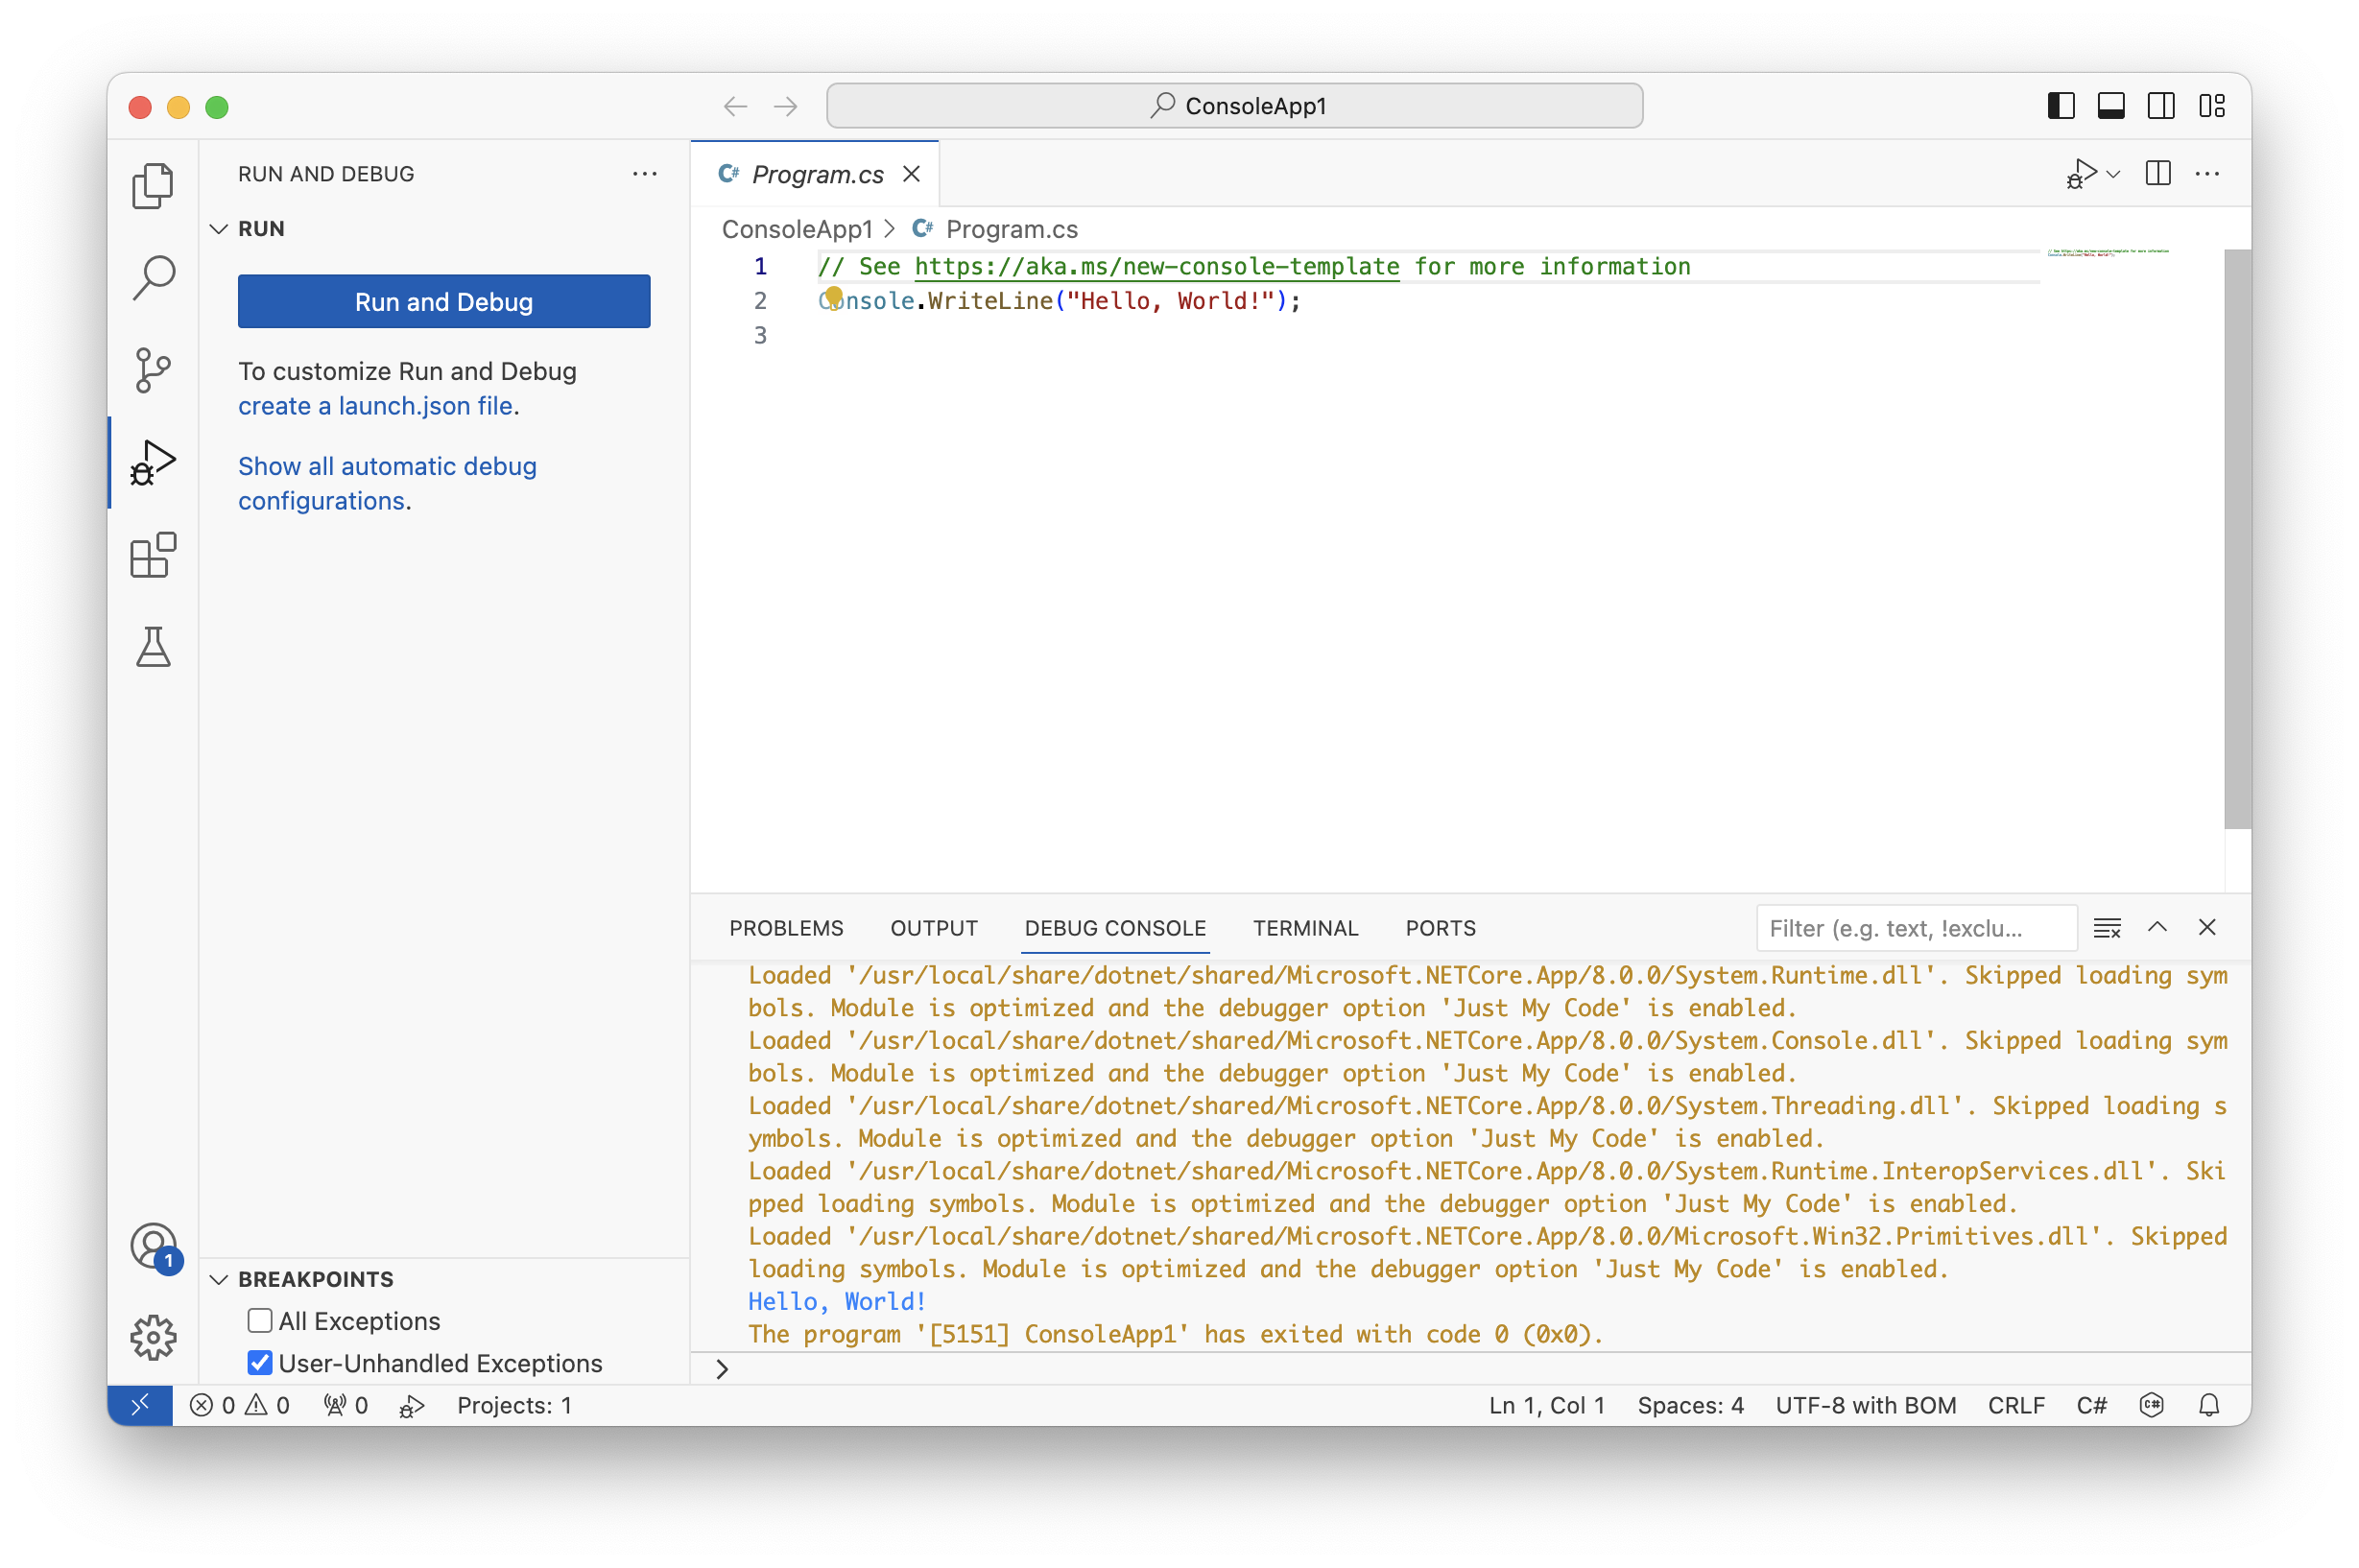 ConsoleApp1
RUN AND DEBUG
RUN
Run and Debug
To customize Run and Debug
create a launch.json file.
Show all automatic debug
configurations.
1
BREAKPOINTS
All Exceptions
User-Unhandled Exceptions
C# Program.cs
ConsoleApp1 > C# Program.cs
1 // See https://aka.ms/new-console-template for more information
2 Console.WriteLine("Hello, World!");
3
PROBLEMS OUTPUT DEBUG CONSOLE TERMINAL PORTS Filter (e.g. text, !exclu...
Loaded '/usr/local/share/dotnet/shared/Microsoft.NETCore.App/8.0.0/System.Runtime.dll'. Skipped loading sym
bols. Module is optimized and the debugger option 'Just My Code' is enabled.
Loaded '/usr/local/share/dotnet/shared/Microsoft.NETCore.App/8.0.0/System.Console.dll'. Skipped loading sym
bols. Module is optimized and the debugger option 'Just My Code' is enabled.
Loaded '/usr/local/share/dotnet/shared/Microsoft.NETCore.App/8.0.0/System.Threading.dll'. Skipped loading s
ymbols. Module is optimized and the debugger option 'Just My Code' is enabled.
Loaded '/usr/local/share/dotnet/shared/Microsoft.NETCore.App/8.0.0/System.Runtime.InteropServices.dll'. Ski
pped loading symbols. Module is optimized and the debugger option 'Just My Code' is enabled.
Loaded '/usr/local/share/dotnet/shared/Microsoft.NETCore.App/8.0.0/Microsoft.Win32.Primitives.dll'. Skipped
loading symbols. Module is optimized and the debugger option 'Just My Code' is enabled.
Hello, World!
The program '[5151] ConsoleApp1' has exited with code 0 (0x0).
>
0 0 0 Projects: 1 Ln 1, Col 1 Spaces: 4 UTF-8 with BOM CRLF C#